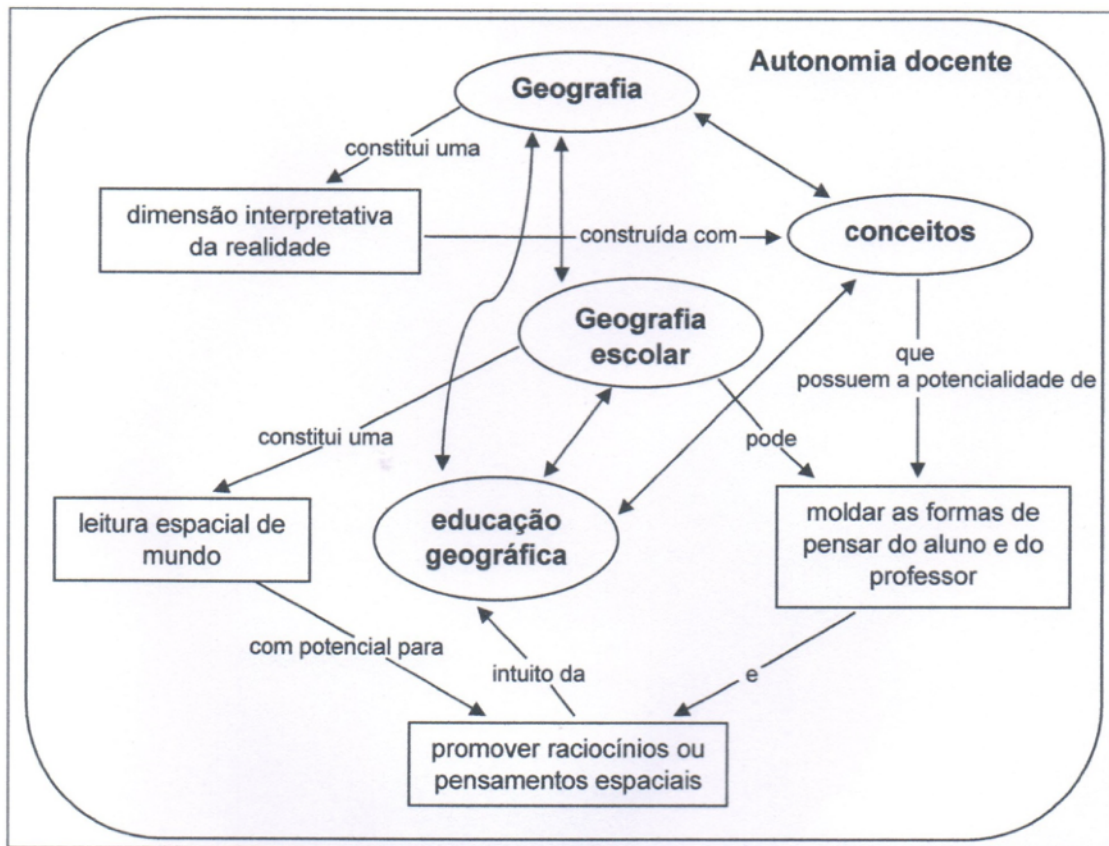 Autonomia docente
Geografia
constitui uma
dimensão interpretativa
da realidade
construída com
conceitos
Geografia
escolar
que
possuem a potencialidade de
constitui uma
pode
leitura espacial de
mundo
educação
geográfica
moldar as formas de
pensar do aluno e do
professor
com potencial para
intuito da
e
promover raciocínios ou
pensamentos espaciais